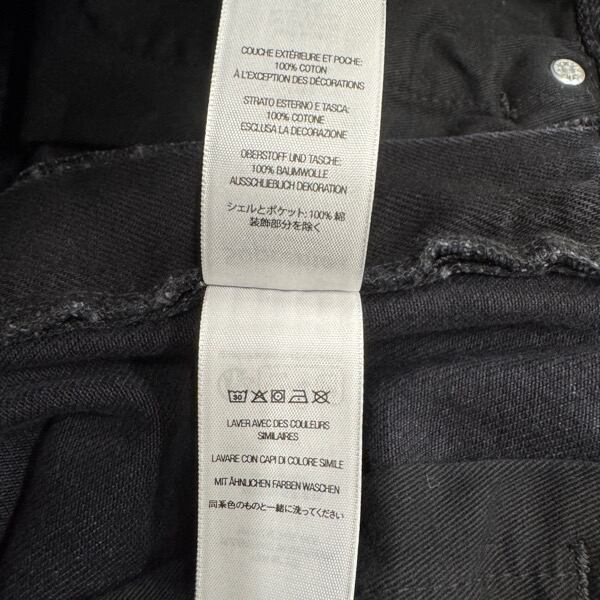 COUCHE EXTÉRIEURE ET POCHE:
100% COTON
À L'EXCEPTION DES DÉCORATIONS
STRATO ESTERNO E TASCA:
100% COTONE
ESCLUSA LA DECORAZIONE
OBERSTOFF UND TASCHE:
100% BAUMWOLLE
AUSSCHLIEBLICH DEKORATION
シェルとポケット: 100% 綿
装飾部分を除く
30
LAVER AVEC DES COULEURS
SIMILAIRES
LAVARE CON CAPI DI COLORE SIMILE
MIT ÄHNLICHEN FARBEN WASCHEN
同系色のものと一緒に洗ってください